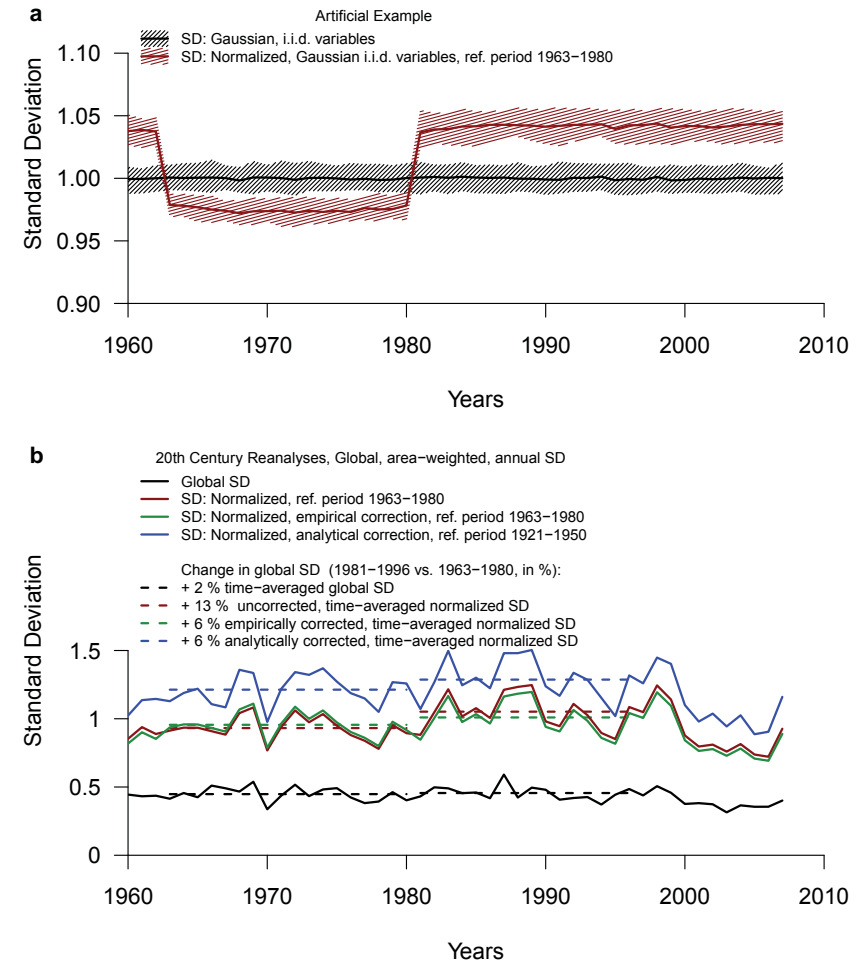 a
Artificial Example
SD: Gaussian, i.i.d. variables
SD: Normalized, Gaussian i.i.d. variables, ref. period 1963−1980
Standard Deviation
1.10
1.05
1.00
0.95
0.90
1960 1970 1980 1990 2000 2010
Years
b
20th Century Reanalyses, Global, area−weighted, annual SD
Global SD
SD: Normalized, ref. period 1963−1980
SD: Normalized, empirical correction, ref. period 1963−1980
SD: Normalized, analytical correction, ref. period 1921−1950
Change in global SD (1981−1996 vs. 1963−1980, in %):
+ 2 % time−averaged global SD
+ 13 % uncorrected, time−averaged normalized SD
+ 6 % empirically corrected, time−averaged normalized SD
+ 6 % analytically corrected, time−averaged normalized SD
Standard Deviation
1.5
1
0.5
0
1960 1970 1980 1990 2000 2010
Years